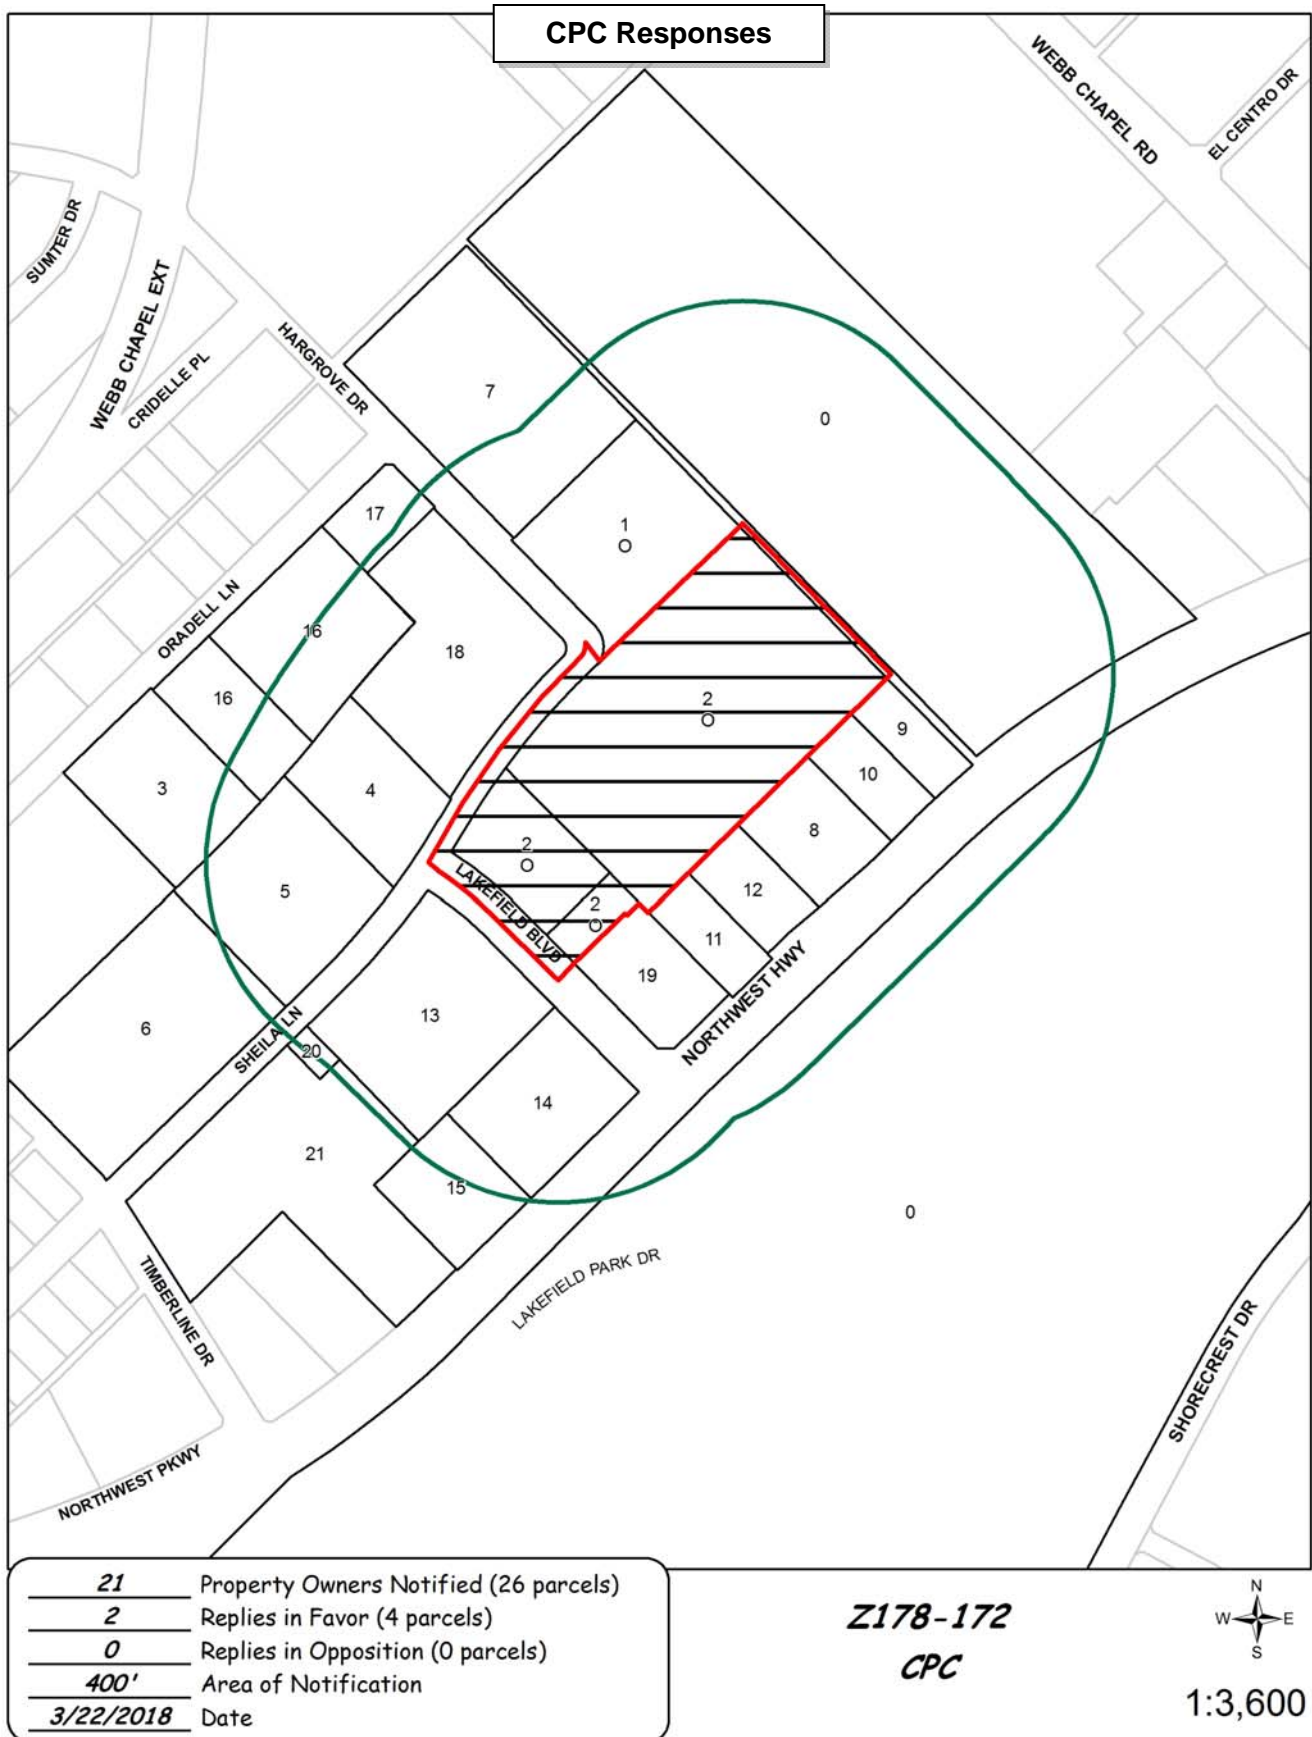 CPC Responses
WEBB CHAPEL RD
EL CENTRO DR
SUMTER DR
WEBB CHAPEL EXT
CRIDELLE PL
HARGROVE DR
7
0
17
1
O
ORADELL LN
16
18
16
2
O
9
3
4
10
8
2
O
5
LAKEFIELD BLVD
2
O
12
11
19
NORTHWEST HWY
6
13
SHEILA LN
20
14
21
15
0
LAKEFIELD PARK DR
TIMBERLINE DR
SHORECREST DR
NORTHWEST PKWY
21 Property Owners Notified (26 parcels)
2 Replies in Favor (4 parcels)
0 Replies in Opposition (0 parcels)
400' Area of Notification
3/22/2018 Date
Z178-172
CPC
N
W E
S
1:3,600